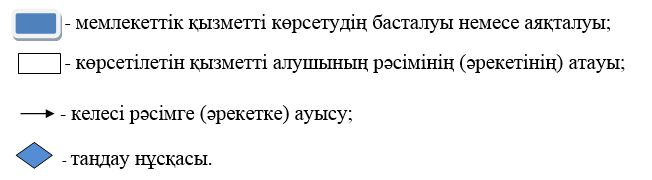 - мемлекеттік қызметті көрсетудің басталуы немесе аяқталуы;
- көрсетілетін қызметті алушының рәсімінің (әрекетінің) атауы;
- келесі рәсімге (әрекетке) ауысу;
- таңдау нұсқасы.